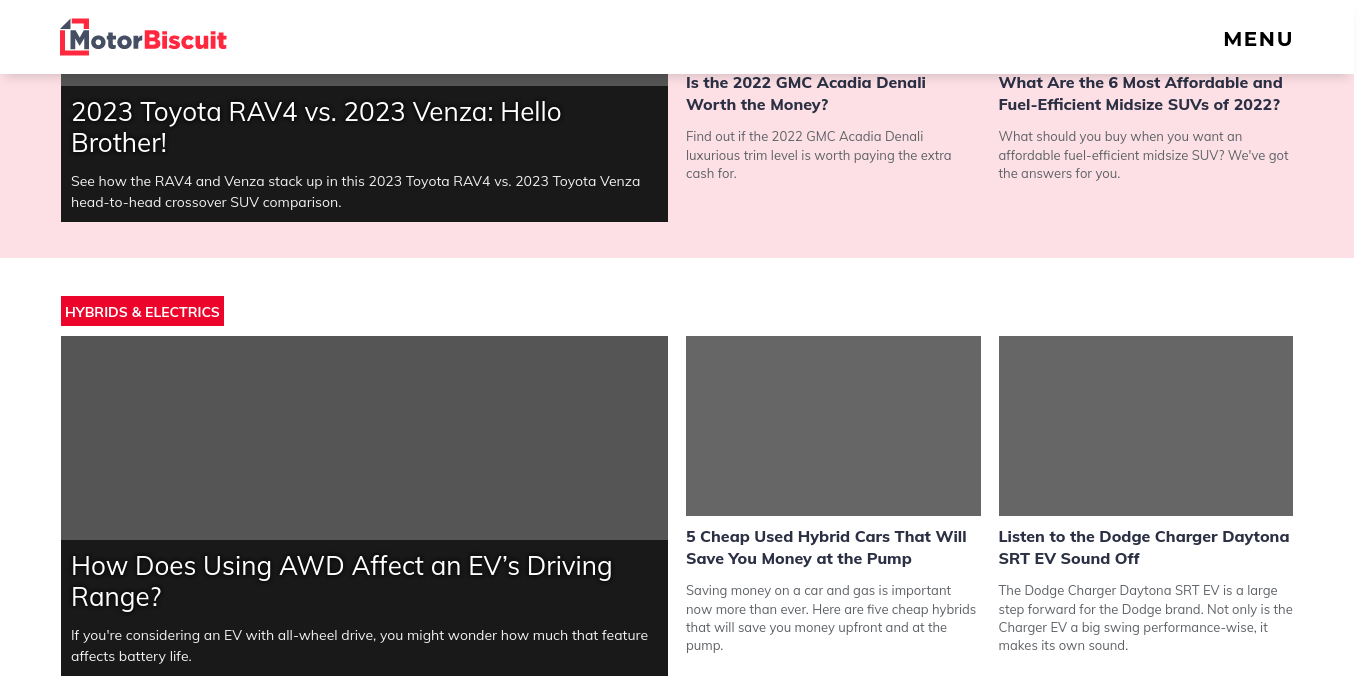 MotorBiscuit
MENU
2023 Toyota RAV4 vs. 2023 Venza: Hello
Brother!
See how the RAV4 and Venza stack up in this 2023 Toyota RAV4 vs. 2023 Toyota Venza
head-to-head crossover SUV comparison.
Is the 2022 GMC Acadia Denali
Worth the Money?
Find out if the 2022 GMC Acadia Denali
luxurious trim level is worth paying the extra
cash for.
What Are the 6 Most Affordable and
Fuel-Efficient Midsize SUVs of 2022?
What should you buy when you want an
affordable fuel-efficient midsize SUV? We've got
the answers for you.
HYBRIDS & ELECTRICS
How Does Using AWD Affect an EV’s Driving
Range?
If you're considering an EV with all-wheel drive, you might wonder how much that feature
affects battery life.
5 Cheap Used Hybrid Cars That Will
Save You Money at the Pump
Saving money on a car and gas is important
now more than ever. Here are five cheap hybrids
that will save you money upfront and at the
pump.
Listen to the Dodge Charger Daytona
SRT EV Sound Off
The Dodge Charger Daytona SRT EV is a large
step forward for the Dodge brand. Not only is the
Charger EV a big swing performance-wise, it
makes its own sound.